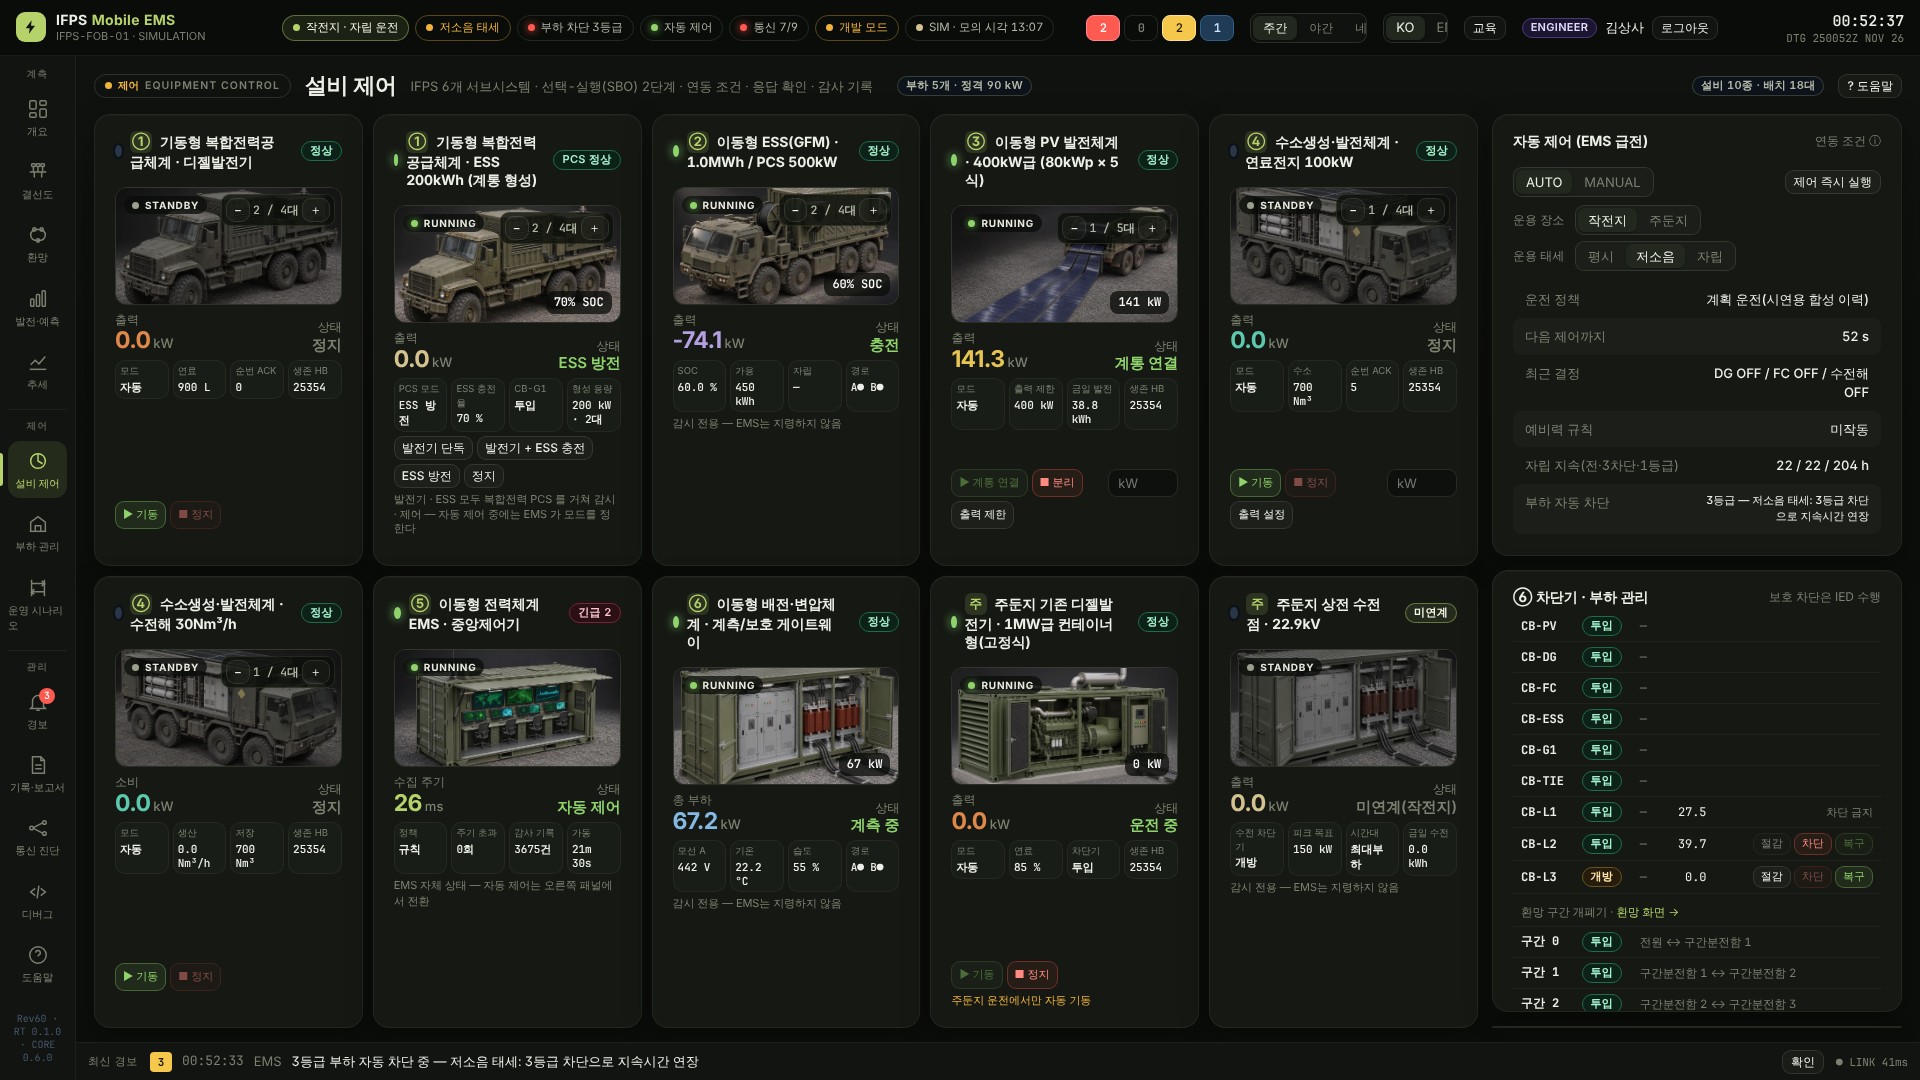 IFPS Mobile EMS
IFPS-FOB-01 · SIMULATION
작전지 · 자립 운전
저소음 태세
부하 차단 3등급
자동 제어
통신 7/9
개발 모드
SIM · 모의 시각 13:07
2 0 2 1
주간 야간
KO
교육
ENGINEER 김상사 로그아웃
00:52:37
DTG 250052Z NOV 26
계측
개요
결선도
환망
발전·예측
추세
제어
설비 제어
부하 관리
운영 시나리오
관리
3
경보
기록·보고서
통신 진단
디버그
도움말
Rev60 ·
RT 0.1.0
· CORE
0.6.0
제어 EQUIPMENT CONTROL
설비 제어
IFPS 6개 서브시스템 · 선택-실행(SBO) 2단계 · 연동 조건 · 응답 확인 · 감사 기록
부하 5개 · 정격 90 kW
설비 10종 · 배치 18대
? 도움말
① 기동형 복합전력공급체계 · 디젤발전기
정상
STANDBY
− 2 / 4대 +
출력
0.0 kW
상태
정지
모드
자동
연료
900 L
순번 ACK
0
생존 HB
25354
▶ 기동
■ 정지
① 기동형 복합전력
공급체계 · ESS
200kWh (계통 형성)
PCS 정상
RUNNING
− 2 / 4대 +
70% SOC
출력
0.0 kW
상태
ESS 방전
PCS 모드
ESS 방전
ESS 충전율
70 %
CB-G1
투입
형성 용량
200 kW · 2대
발전기 단독
발전기 + ESS 충전
ESS 방전
정지
발전기 · ESS 모두 복합전력 PCS 를 거쳐 감시
· 제어 — 자동 제어 중에는 EMS 가 모드를 정
한다
② 이동형 ESS(GFM) ·
1.0MWh / PCS 500kW
정상
RUNNING
− 2 / 4대 +
60% SOC
출력
-74.1 kW
상태
충전
SOC
60.0 %
가용
450 kWh
자립
—
경로
A● B●
감시 전용 — EMS는 지령하지 않음
③ 이동형 PV 발전체계
· 400kW급 (80kWp × 5
식)
정상
RUNNING
− 1 / 5대 +
141 kW
출력
141.3 kW
상태
계통 연결
모드
자동
출력 제한
400 kW
금일 발전
38.8 kWh
생존 HB
25354
▶ 계통 연결
■ 분리
kW
출력 제한
④ 수소생성·발전체계 ·
연료전지 100kW
정상
STANDBY
− 1 / 4대 +
출력
0.0 kW
상태
정지
모드
자동
수소
700 Nm³
순번 ACK
5
생존 HB
25354
▶ 기동
■ 정지
kW
출력 설정
④ 수소생성·발전체계 ·
수전해 30Nm³/h
정상
STANDBY
− 1 / 4대 +
소비
0.0 kW
상태
정지
모드
자동
생산
0.0 Nm³/h
저장
700 Nm³
생존 HB
25354
▶ 기동
■ 정지
⑤ 이동형 전력체계
EMS · 중앙제어기
긴급 2
RUNNING
수집 주기
26 ms
상태
자동 제어
정책
규칙
주기 초과
0회
감사 기록
3675건
가동
21m 30s
EMS 자체 상태 — 자동 제어는 오른쪽 패널에
서 전환
⑥ 이동형 배전·변압체
계 · 계측/보호 게이트웨
이
정상
RUNNING
67 kW
총 부하
67.2 kW
상태
계측 중
모선 A
442 V
기온
22.2 °C
습도
55 %
경로
A● B●
감시 전용 — EMS는 지령하지 않음
주 주둔지 기존 디젤발
전기 · 1MW급 컨테이너
형(고정식)
정상
RUNNING
0 kW
출력
0.0 kW
상태
운전 중
모드
자동
연료
85 %
차단기
투입
생존 HB
25354
▶ 기동
■ 정지
주둔지 운전에서만 자동 기동
주 주둔지 상전 수전
점 · 22.9kV
미연계
STANDBY
출력
0.0 kW
상태
미연계(작전지)
수전 차단기
개방
피크 목표
150 kW
시간대
최대부하
금일 수전
0.0 kWh
감시 전용 — EMS는 지령하지 않음
자동 제어 (EMS 급전)
연동 조건 ⓘ
AUTO MANUAL
제어 즉시 실행
운용 장소 작전지 주둔지
운용 태세 평시 저소음 자립
운전 정책 계획 운전(시연용 합성 이력)
다음 제어까지 52 s
최근 결정 DG OFF / FC OFF / 수전해 OFF
예비력 규칙 미작동
자립 지속(전·3차단·1등급) 22 / 22 / 204 h
부하 자동 차단 3등급 — 저소음 태세: 3등급 차단
으로 지속시간 연장
⑥ 차단기 · 부하 관리
보호 차단은 IED 수행
CB-PV 투입 —
CB-DG 투입 —
CB-FC 투입 —
CB-ESS 투입 —
CB-G1 투입 —
CB-TIE 투입 —
CB-L1 투입 — 27.5 차단 금지
CB-L2 투입 — 39.7 절감 차단 복구
CB-L3 개방 — 0.0 절감 차단 복구
환망 구간 개폐기 · 환망 화면 →
구간 0 투입 전원 ↔ 구간분전함 1
구간 1 투입 구간분전함 1 ↔ 구간분전함 2
구간 2 투입 구간분전함 2 ↔ 구간분전함 3
최신 경보 3 00:52:33 EMS 3등급 부하 자동 차단 중 — 저소음 태세: 3등급 차단으로 지속시간 연장
확인
LINK 41ms